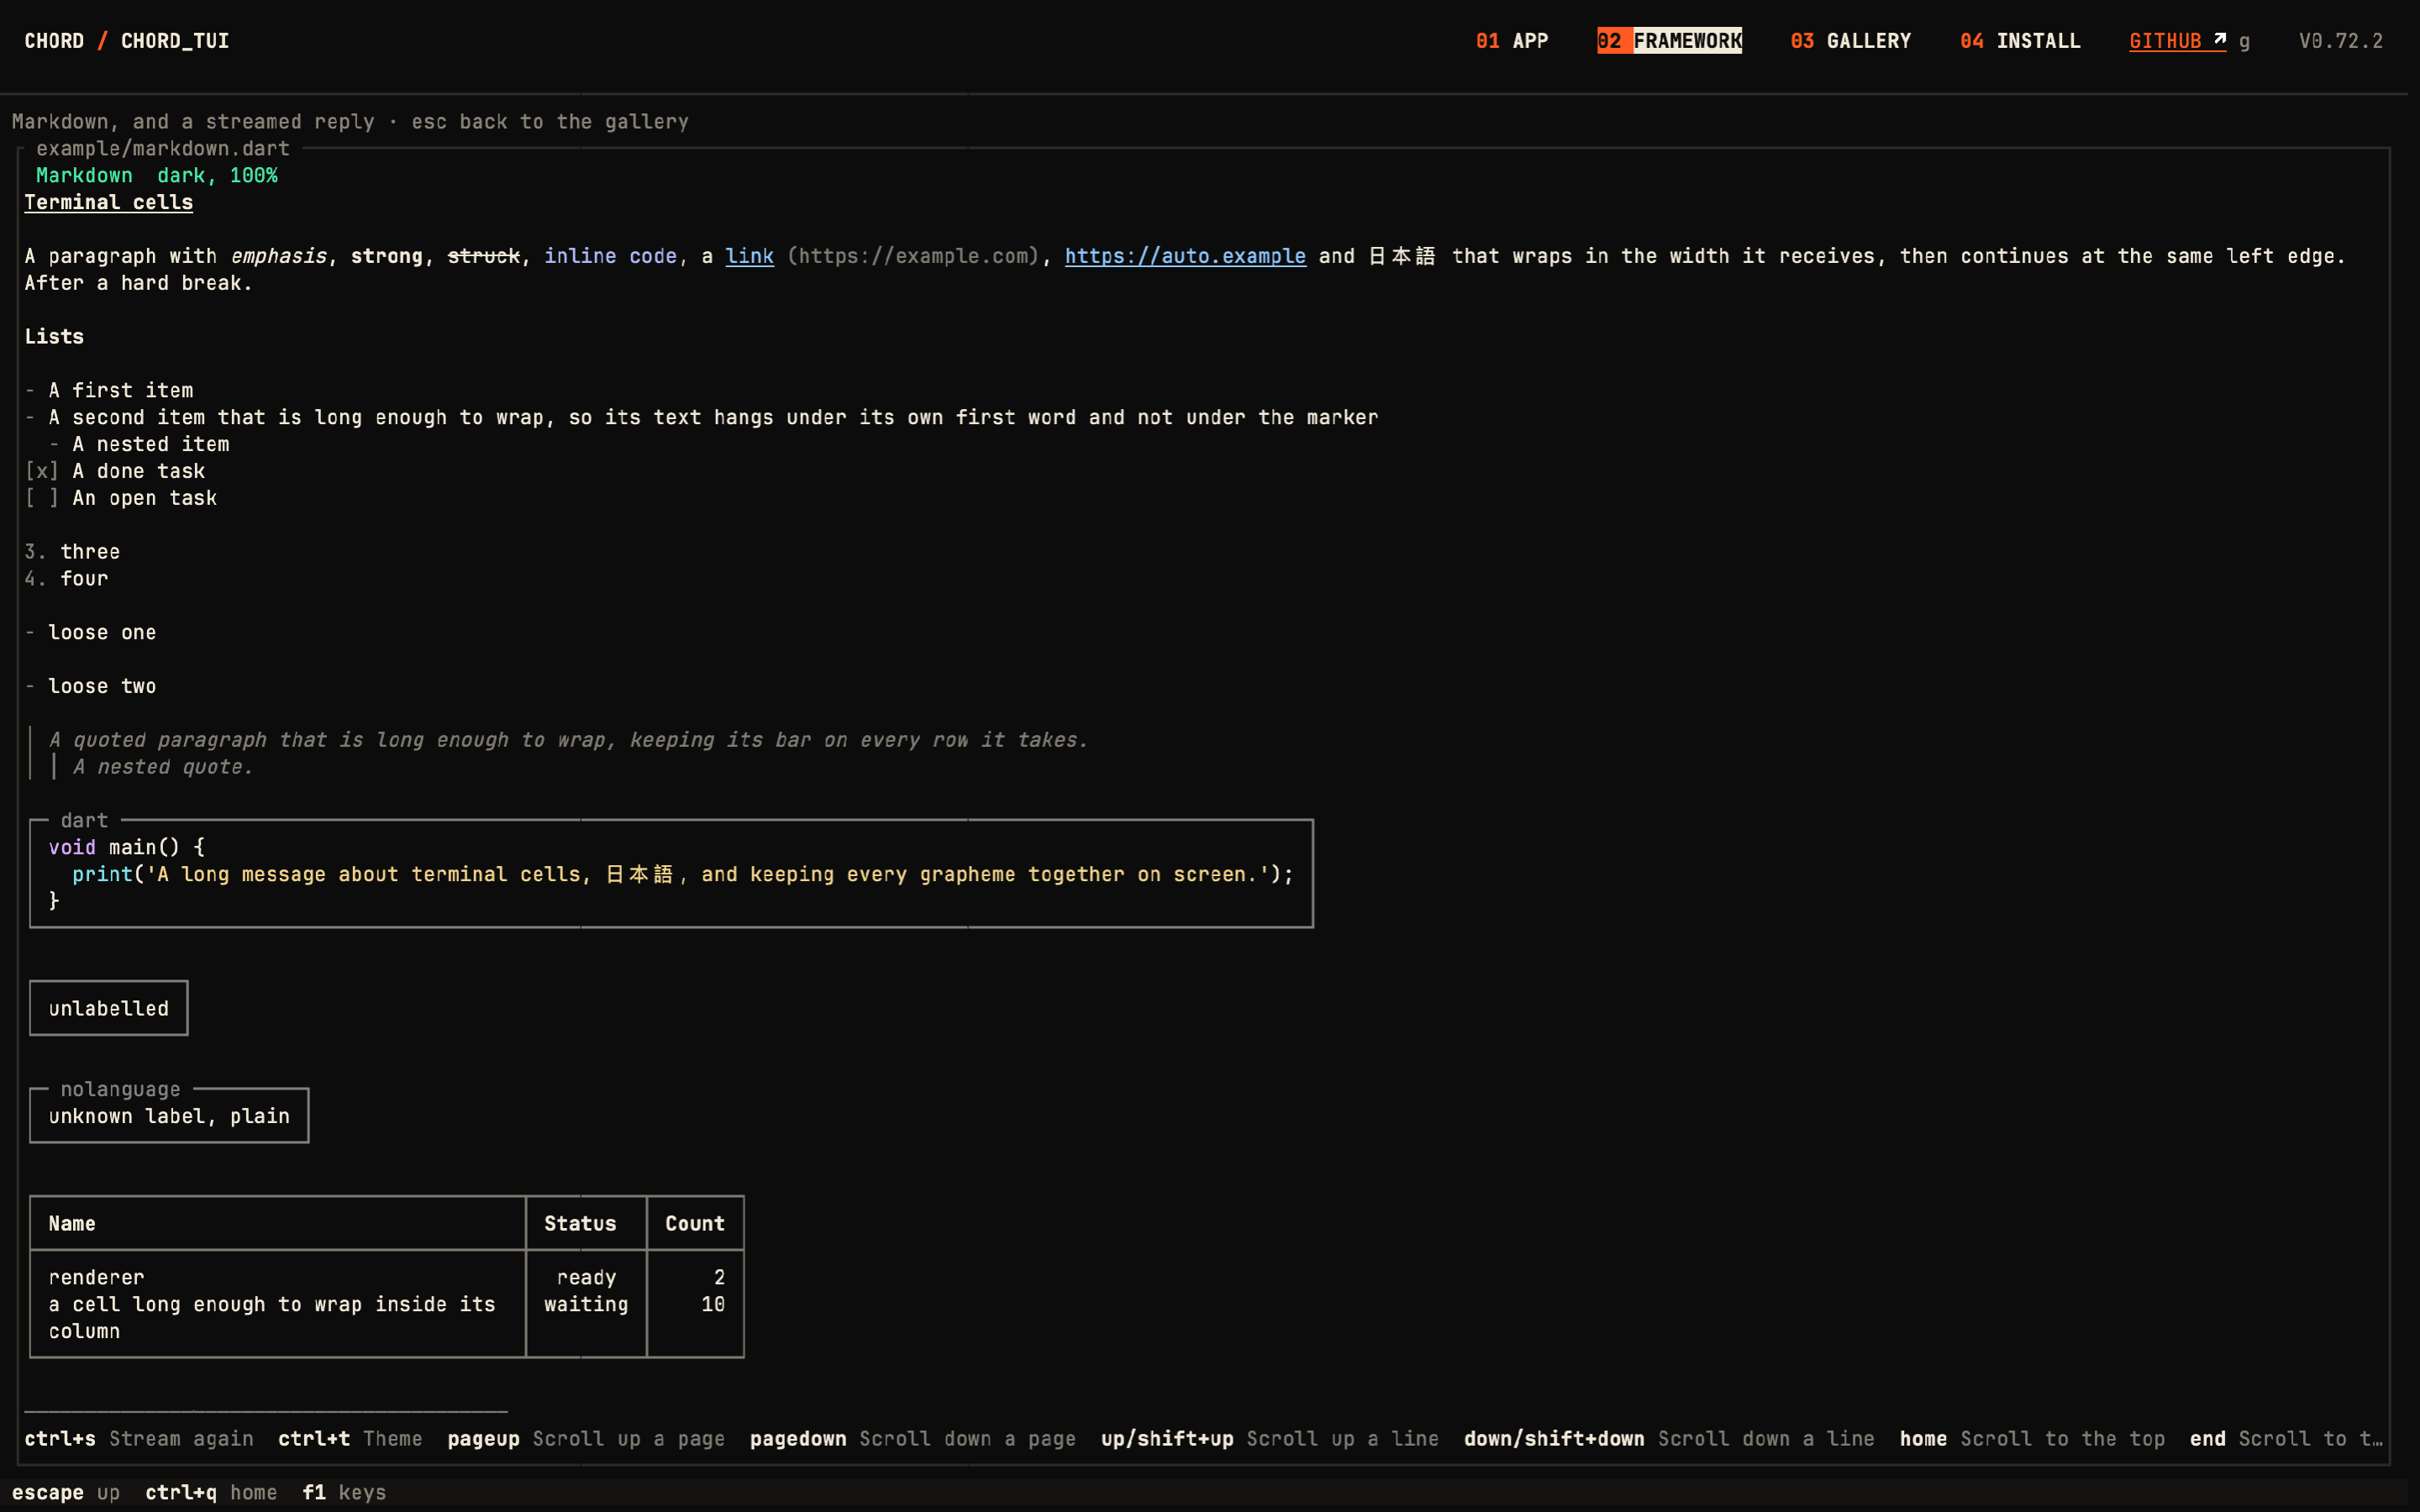 CHORD / CHORD_TUI 01 APP 02 FRAMEWORK 03 GALLERY 04 INSTALL GITHUB ↗ g V0.72.2
Markdown, and a streamed reply · esc back to the gallery
example/markdown.dart
Markdown dark, 100%
Terminal cells
A paragraph with emphasis, strong, struck, inline code, a link (https://example.com), https://auto.example and 日本語 that wraps in the width it receives, then continues at the same left edge.
After a hard break.
Lists
- A first item
- A second item that is long enough to wrap, so its text hangs under its own first word and not under the marker
- A nested item
[x] A done task
[ ] An open task
3. three
4. four
- loose one
- loose two
A quoted paragraph that is long enough to wrap, keeping its bar on every row it takes.
A nested quote.
dart
void main() {
print('A long message about terminal cells, 日本語, and keeping every grapheme together on screen.');
}
unlabelled
nolanguage
unknown label, plain
Name Status Count
renderer ready 2
a cell long enough to wrap inside its waiting 10
column
ctrl+s Stream again ctrl+t Theme pageup Scroll up a page pagedown Scroll down a page up/shift+up Scroll up a line down/shift+down Scroll down a line home Scroll to the top end Scroll to t…
escape up ctrl+q home f1 keys